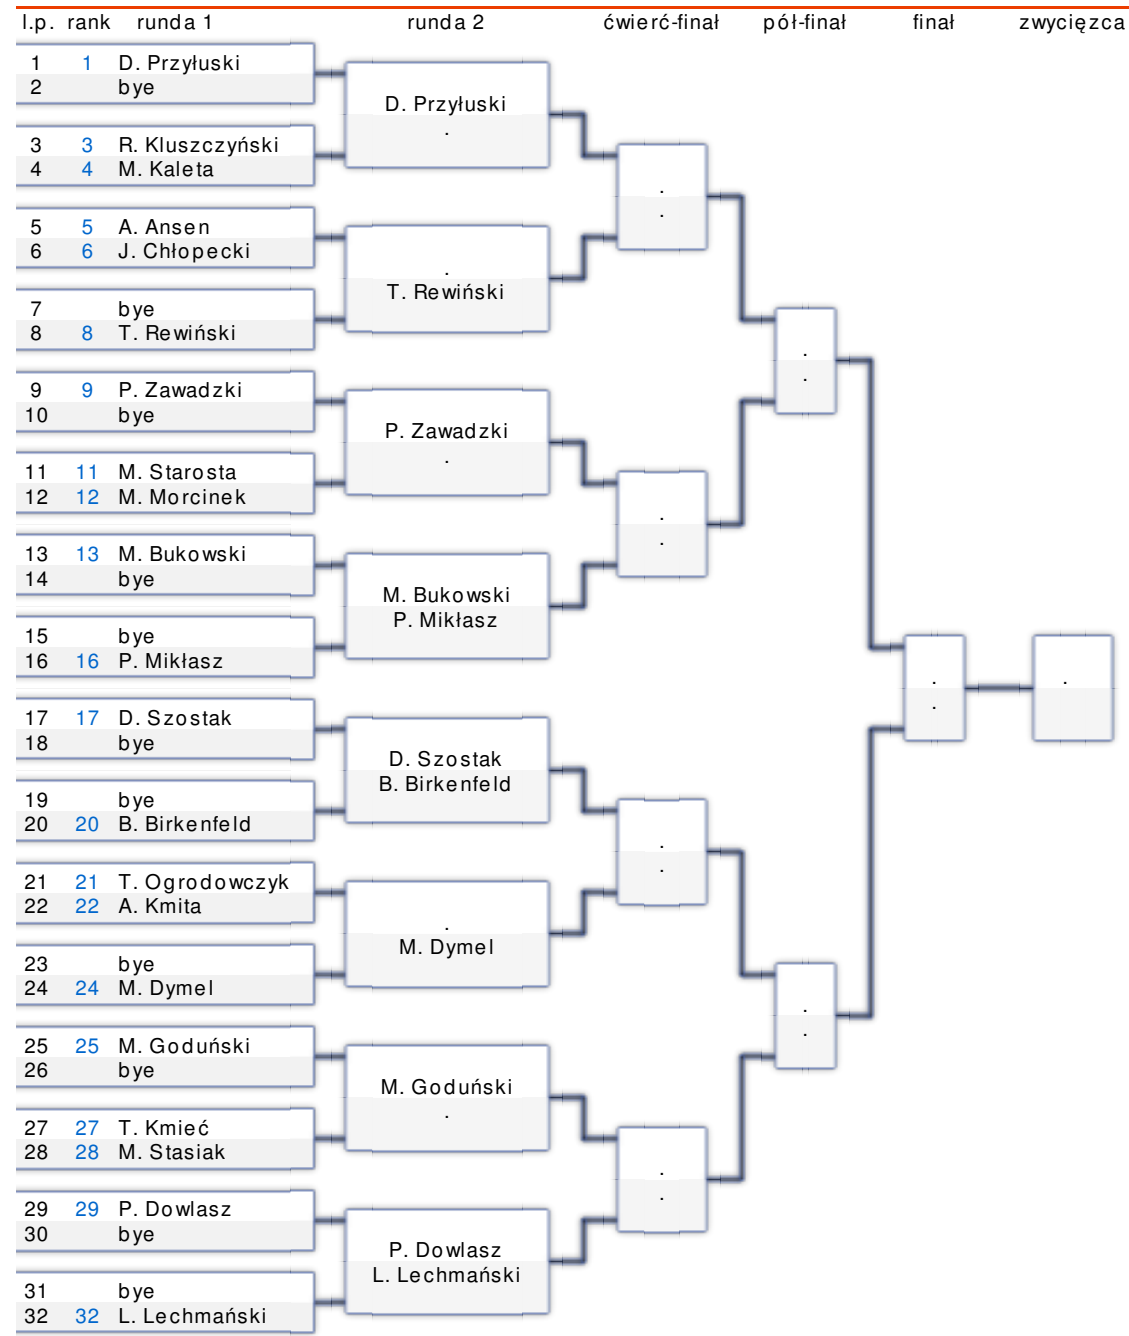 l.p. rank runda 1 runda 2 ćwierć-finał pół-finał finał zwycięzca
1 1 D. Przyłuski
2 bye
D. Przyłuski
.
3 3 R. Kluszczyński
4 4 M. Kaleta
.
.
5 5 A. Ansen
6 6 J. Chłopecki
.
T. Rewiński
7 bye
8 8 T. Rewiński
.
.
9 9 P. Zawadzki
10 bye
P. Zawadzki
.
11 11 M. Starosta
12 12 M. Morcinek
.
.
13 13 M. Bukowski
14 bye
M. Bukowski
P. Mikłasz
15 bye
16 16 P. Mikłasz
.
.
.
17 17 D. Szostak
18 bye
D. Szostak
B. Birkenfeld
19 bye
20 20 B. Birkenfeld
.
.
21 21 T. Ogrodowczyk
22 22 A. Kmita
.
M. Dymel
23 bye
24 24 M. Dymel
.
.
25 25 M. Goduński
26 bye
M. Goduński
.
27 27 T. Kmieć
28 28 M. Stasiak
.
.
29 29 P. Dowlasz
30 bye
P. Dowlasz
L. Lechmański
31 bye
32 32 L. Lechmański